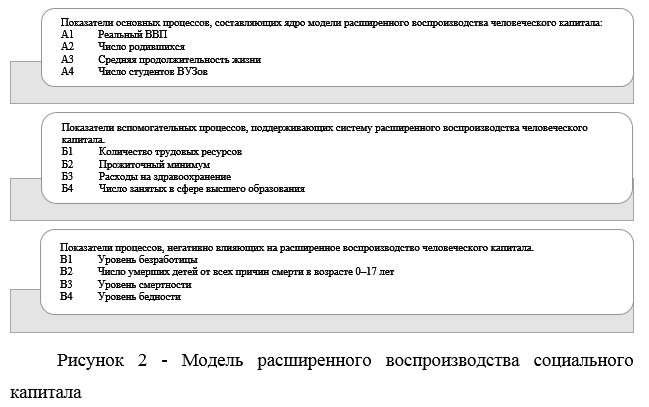 Показатели основных процессов, составляющих ядро модели расширенного воспроизводства человеческого капитала:
А1 Реальный ВВП
А2 Число родившихся
А3 Средняя продолжительность жизни
А4 Число студентов ВУЗов
Показатели вспомогательных процессов, поддерживающих систему расширенного воспроизводства человеческого
капитала.
Б1 Количество трудовых ресурсов
Б2 Прожиточный минимум
Б3 Расходы на здравоохранение
Б4 Число занятых в сфере высшего образования
Показатели процессов, негативно влияющих на расширенное воспроизводство человеческого капитала.
В1 Уровень безработицы
В2 Число умерших детей от всех причин смерти в возрасте 0–17 лет
В3 Уровень смертности
В4 Уровень бедности
Рисунок 2 - Модель расширенного воспроизводства социального
капитала